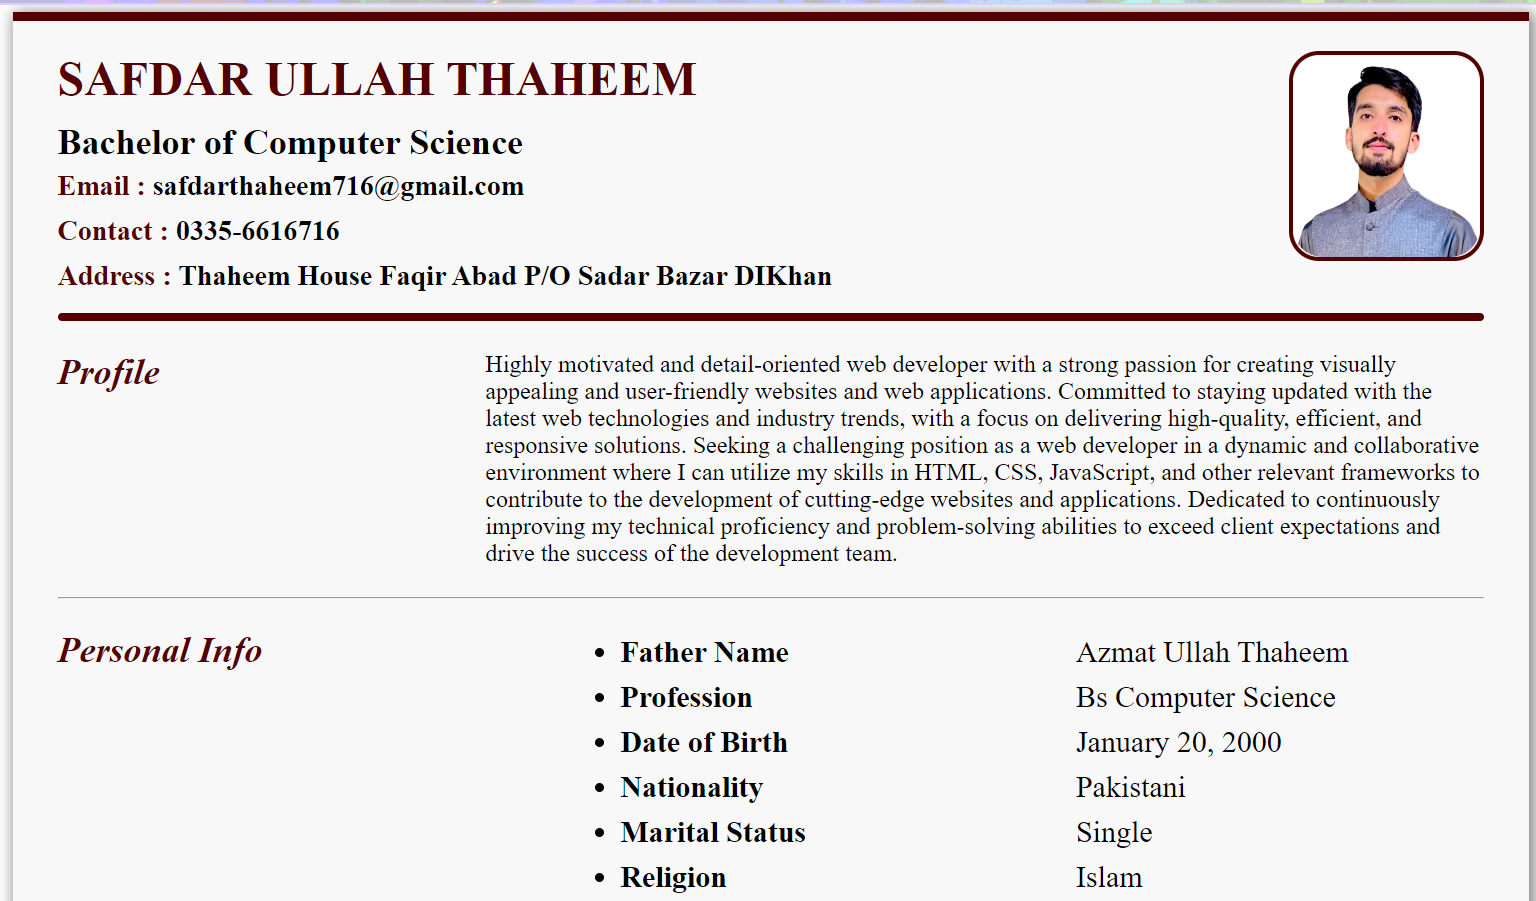 SAFDAR ULLAH THAHEEM
Bachelor of Computer Science
Email : safdarthaheem716@gmail.com
Contact : 0335-6616716
Address : Thaheem House Faqir Abad P/O Sadar Bazar DIKhan
Profile
Highly motivated and detail-oriented web developer with a strong passion for creating visually
appealing and user-friendly websites and web applications. Committed to staying updated with the
latest web technologies and industry trends, with a focus on delivering high-quality, efficient, and
responsive solutions. Seeking a challenging position as a web developer in a dynamic and collaborative
environment where I can utilize my skills in HTML, CSS, JavaScript, and other relevant frameworks to
contribute to the development of cutting-edge websites and applications. Dedicated to continuously
improving my technical proficiency and problem-solving abilities to exceed client expectations and
drive the success of the development team.
Personal Info
• Father Name Azmat Ullah Thaheem
• Profession Bs Computer Science
• Date of Birth January 20, 2000
• Nationality Pakistani
• Marital Status Single
• Religion Islam